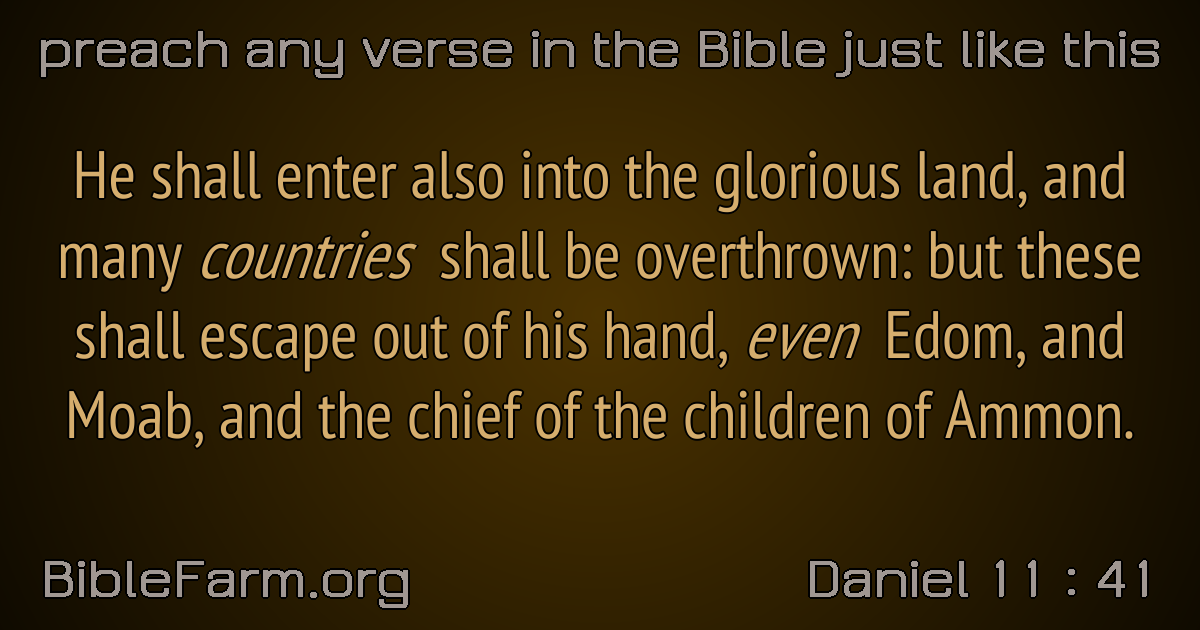 preach any verse in the Bible just like this
He shall enter also into the glorious land, and
many countries shall be overthrown: but these
shall escape out of his hand, even Edom, and
Moab, and the chief of the children of Ammon.
BibleFarm.org
Daniel 11 : 41